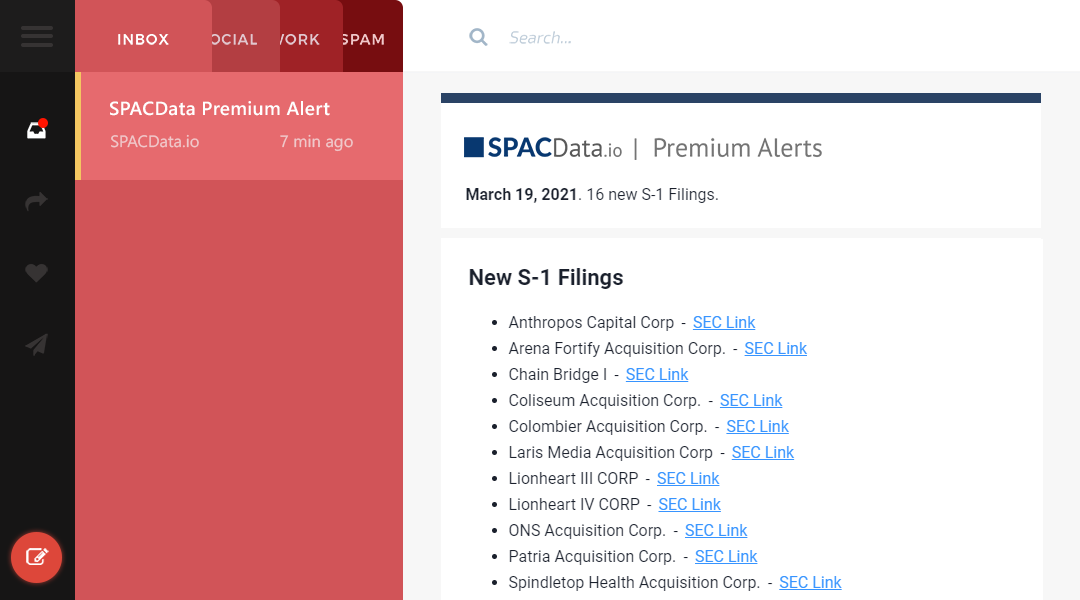 INBOX
OCIAL
ORK
SPAM
Search...
SPACData Premium Alert
SPACData.io 7 min ago
SPACData.io | Premium Alerts
March 19, 2021. 16 new S-1 Filings.
New S-1 Filings
• Anthropos Capital Corp - SEC Link
• Arena Fortify Acquisition Corp. - SEC Link
• Chain Bridge I - SEC Link
• Coliseum Acquisition Corp. - SEC Link
• Colombier Acquisition Corp. - SEC Link
• Laris Media Acquisition Corp - SEC Link
• Lionheart III CORP - SEC Link
• Lionheart IV CORP - SEC Link
• ONS Acquisition Corp. - SEC Link
• Patria Acquisition Corp. - SEC Link
• Spindletop Health Acquisition Corp. - SEC Link